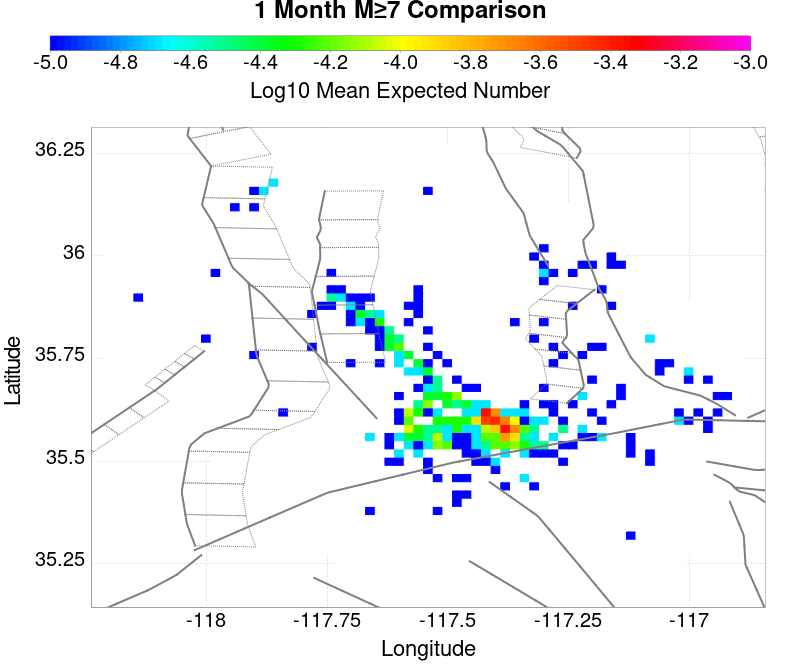 1 Month M≥7 Comparison
-5.0 -4.8 -4.6 -4.4 -4.2 -4.0 -3.8 -3.6 -3.4 -3.2 -3.0
Log10 Mean Expected Number
36.25
36
35.75
35.5
35.25
Latitude
-118 -117.75 -117.5 -117.25 -117
Longitude